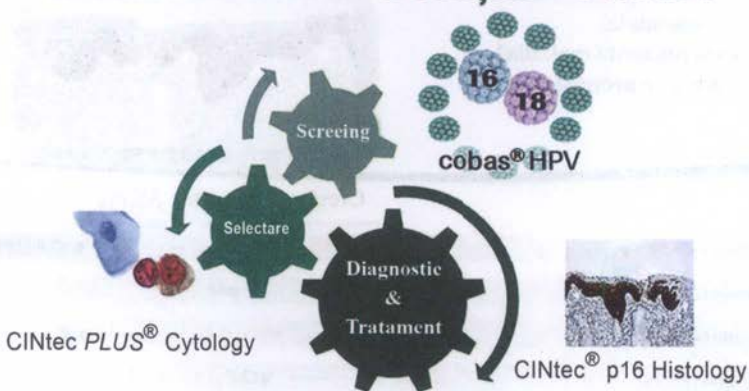 16
18
Screeing
cobas® HPV
Selectare
Diagnostic
&
Tratament
CINtec PLUS® Cytology
CINtec® p16 Histology